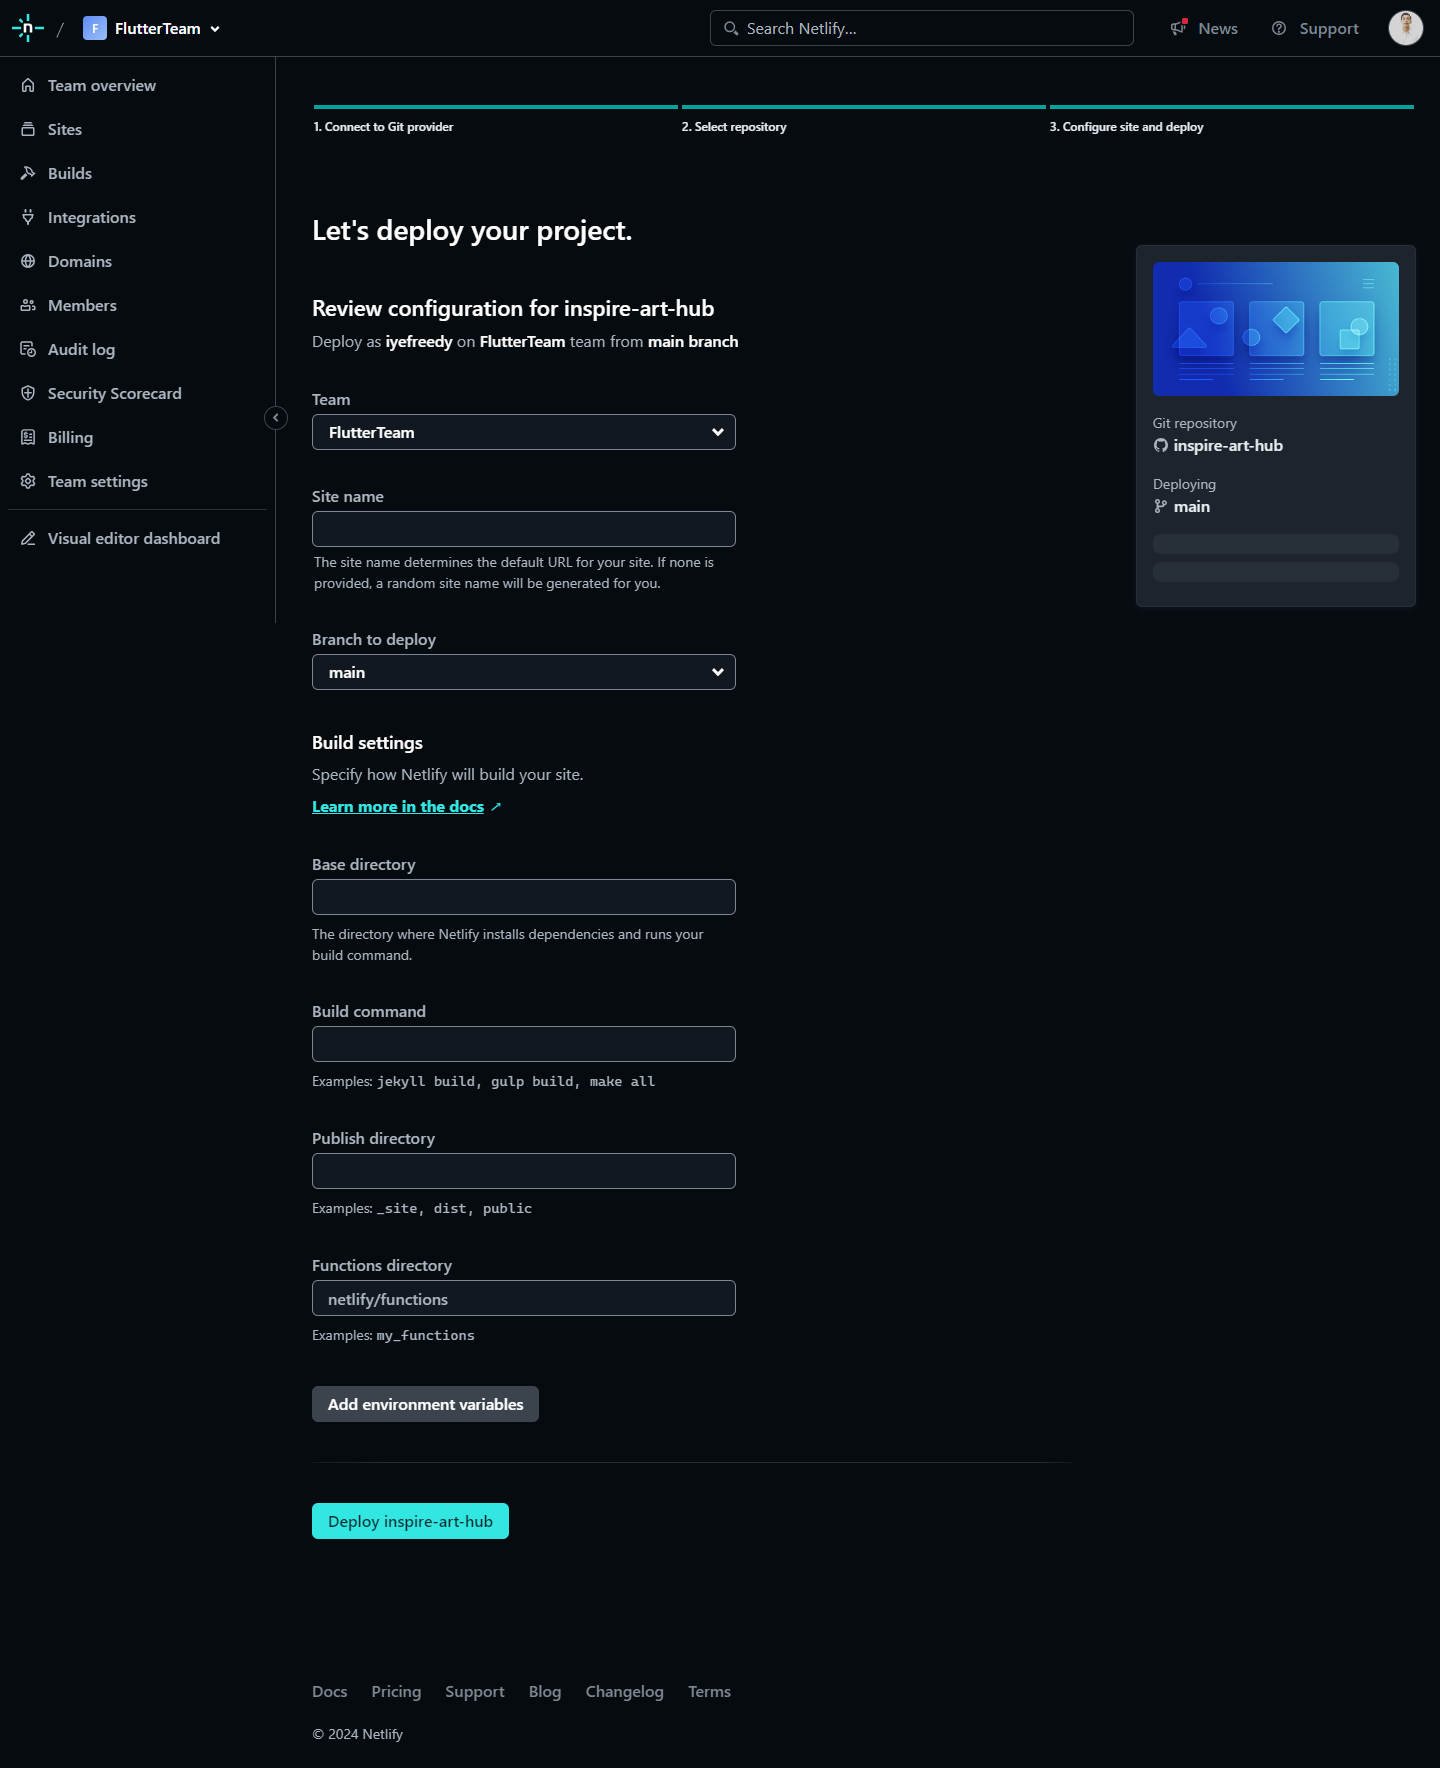 n / F FlutterTeam
Search Netlify...
News
Support
Team overview
Sites
Builds
Integrations
Domains
Members
Audit log
Security Scorecard
Billing
Team settings
Visual editor dashboard
1. Connect to Git provider
2. Select repository
3. Configure site and deploy
Let's deploy your project.
Review configuration for inspire-art-hub
Deploy as iyefreedy on FlutterTeam team from main branch
Team
FlutterTeam
Site name
The site name determines the default URL for your site. If none is
provided, a random site name will be generated for you.
Branch to deploy
main
Build settings
Specify how Netlify will build your site.
Learn more in the docs ↗
Base directory
The directory where Netlify installs dependencies and runs your
build command.
Build command
Examples: jekyll build, gulp build, make all
Publish directory
Examples: _site, dist, public
Functions directory
netlify/functions
Examples: my_functions
Add environment variables
Deploy inspire-art-hub
Git repository
inspire-art-hub
Deploying
main
Docs
Pricing
Support
Blog
Changelog
Terms
© 2024 Netlify